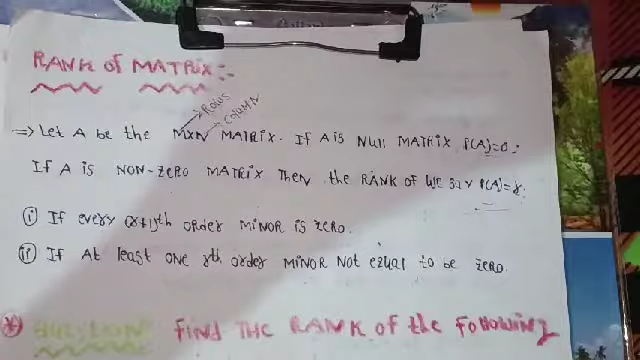 RANK of MATRIX:-
Rows
COLUMN
=> Let A be the MXN MATRIX. If A is Null MATRIX ρ(A)=0;
If A is NON-ZERO MATRIX Then the RANK of we say ρ(A)=r.
(i) If every (r+1)th order MINOR is ZERO.
(ii) If At least one rth order MINOR Not equal to be ZERO.
* QUESTION FIND THE RANK OF the Following